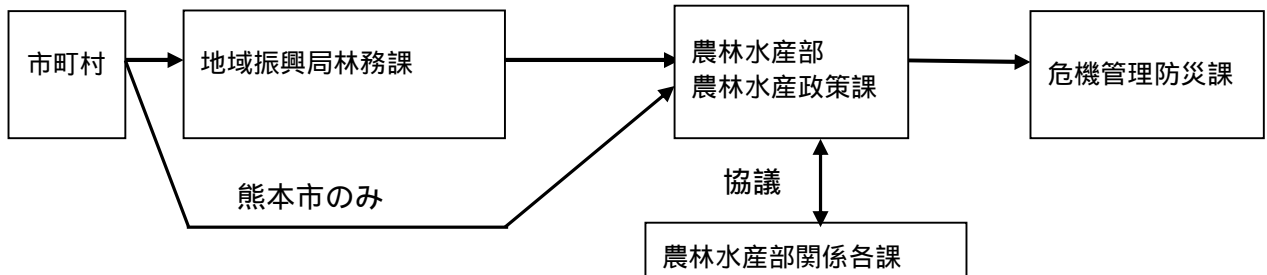 市町村
地域振興局林務課
農林水産部
農林水産政策課
危機管理防災課
熊本市のみ
協議
農林水産部関係各課